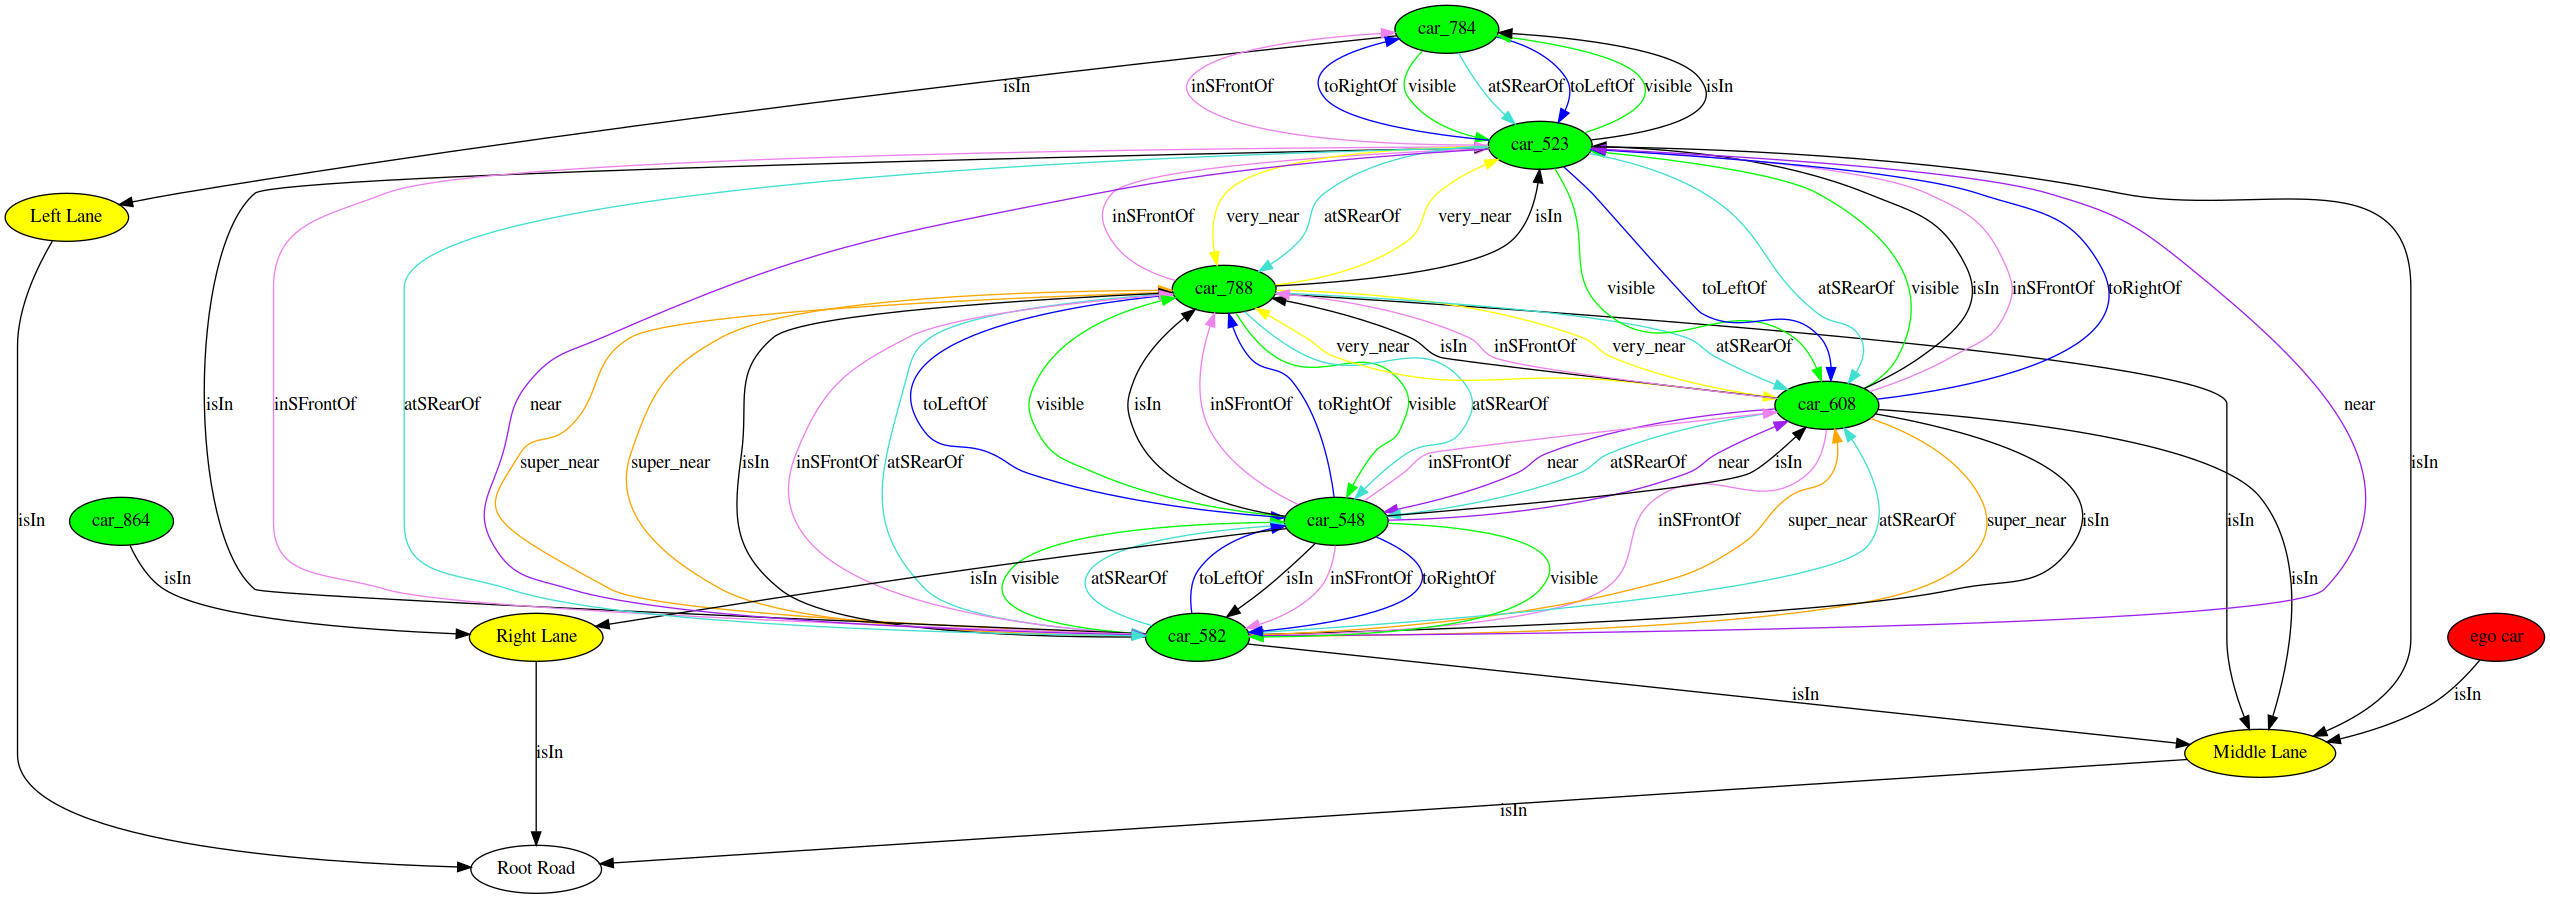 car_784
isIn inSFrontOf toRightOf visible atSRearOf toLeftOf visible isIn
car_523
Left Lane inSFrontOf very_near atSRearOf very_near isIn
car_788 visible toLeftOf atSRearOf visible isIn inSFrontOf toRightOf
very_near isIn inSFrontOf very_near atSRearOf
isIn inSFrontOf atSRearOf near toLeftOf visible isIn inSFrontOf toRightOf visible atSRearOf car_608 near
super_near super_near isIn inSFrontOf atSRearOf inSFrontOf near atSRearOf near isIn isIn
isIn car_864 car_548 inSFrontOf super_near atSRearOf super_near isIn isIn
isIn isIn visible atSRearOf toLeftOf isIn inSFrontOf toRightOf visible isIn
Right Lane car_582 ego car
isIn isIn
isIn Middle Lane
isIn
Root Road